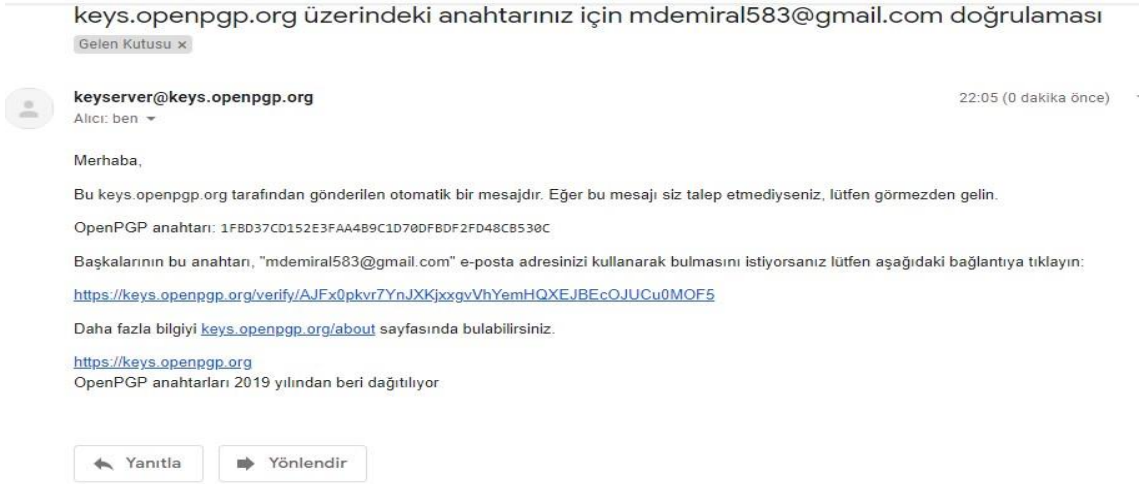 keys.openpgp.org üzerindeki anahtarınız için mdemiral583@gmail.com doğrulaması
Gelen Kutusu x
keyserver@keys.openpgp.org
22:05 (0 dakika önce)
Alıcı: ben
Merhaba,
Bu keys.openpgp.org tarafından gönderilen otomatik bir mesajdır. Eğer bu mesajı siz talep etmediyseniz, lütfen görmezden gelin.
OpenPGP anahtarı: 1FBD37CD152E3FAA4B9C1D70DFBDF2FD48CB530C
Başkalarının bu anahtarı, "mdemiral583@gmail.com" e-posta adresinizi kullanarak bulmasını istiyorsanız lütfen aşağıdaki bağlantıya tıklayın:
https://keys.openpgp.org/verify/AJFx0pkvr7YnJXKjxxgvVhYemHQXEJBEcOJUCu0MOF5
Daha fazla bilgiyi keys.openpgp.org/about sayfasında bulabilirsiniz.
https://keys.openpgp.org
OpenPGP anahtarları 2019 yılından beri dağıtılıyor
Yanıtla
Yönlendir